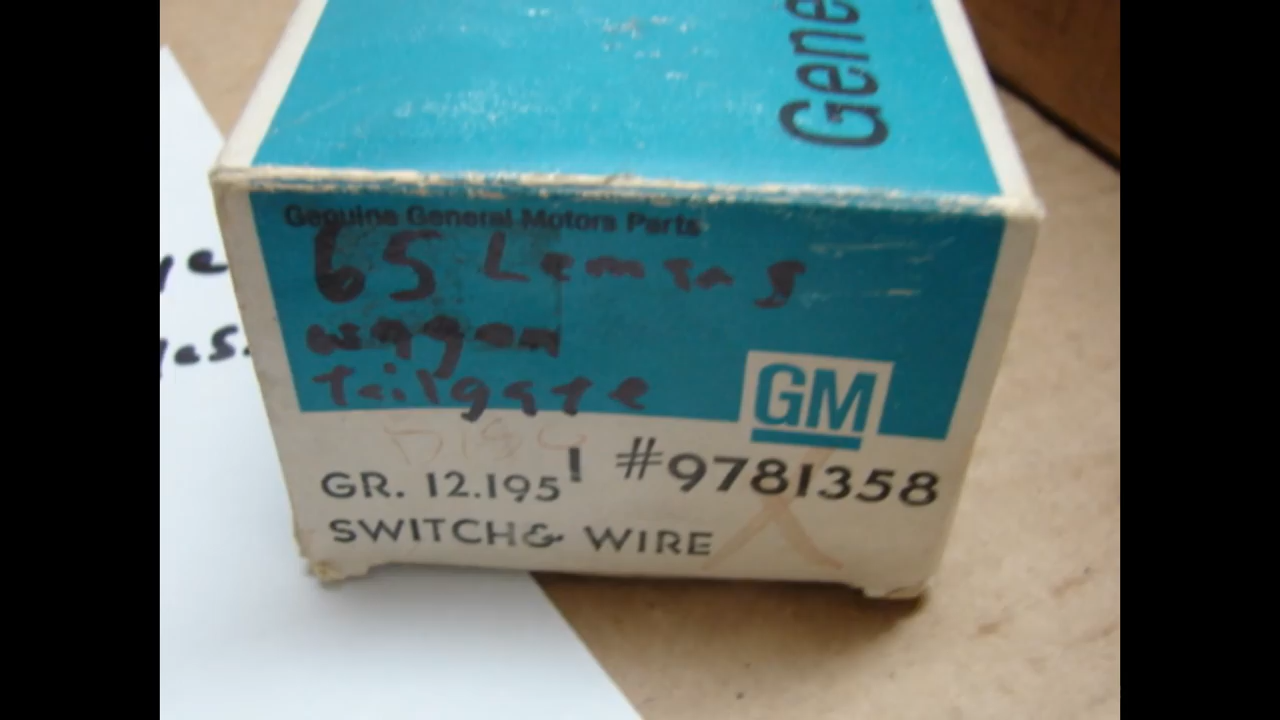 Gene
Genuine General Motors Parts
65 Lemans
wagon
tailgate
GM
GR. 12.195 #9781358
SWITCH& WIRE